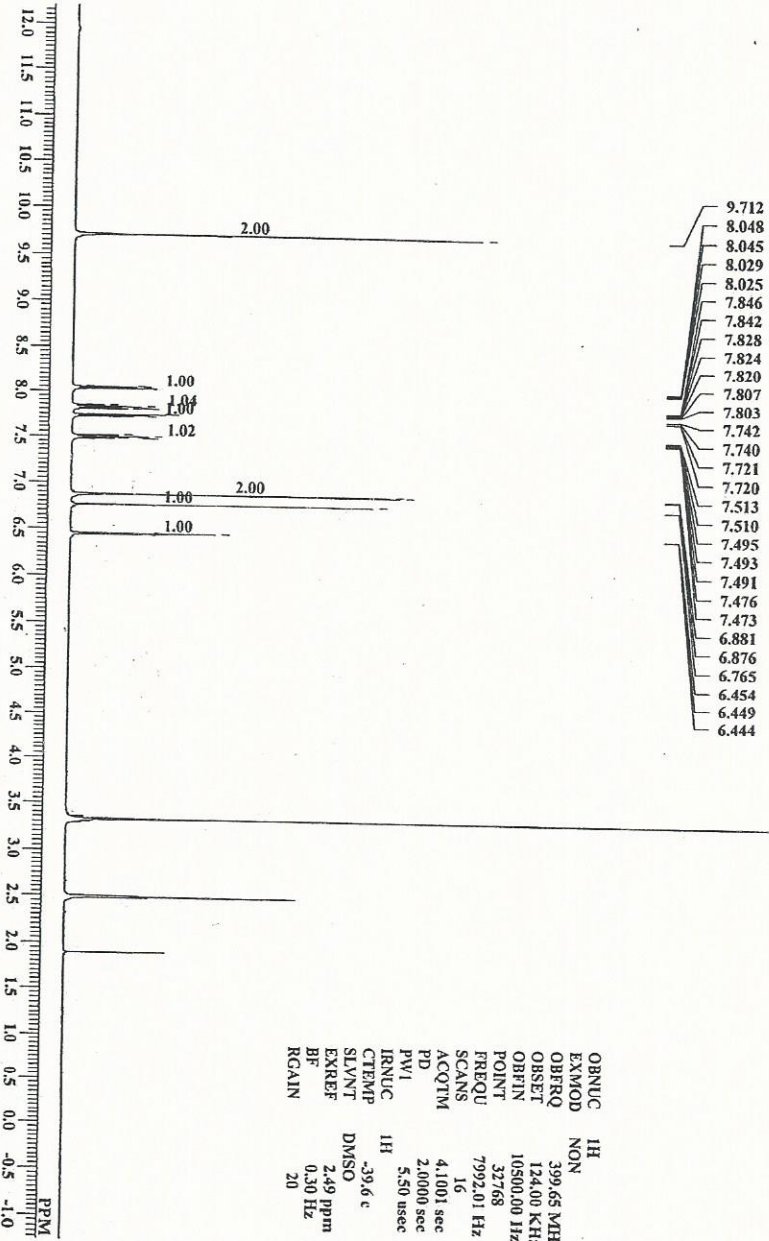 9.712
8.048
8.045
8.029
8.025
7.846
7.842
7.828
7.824
7.820
7.807
7.803
7.742
7.740
7.721
7.720
7.513
7.510
7.495
7.493
7.491
7.476
7.473
6.881
6.876
6.765
6.454
6.449
6.444
2.00
1.00
1.04
1.00
1.02
2.00
1.00
1.00
12.0 11.5 11.0 10.5 10.0 9.5 9.0 8.5 8.0 7.5 7.0 6.5 6.0 5.5 5.0 4.5 4.0 3.5 3.0 2.5 2.0 1.5 1.0 0.5 0.0 -0.5 -1.0
PPM
OBNUC 1H
EXMOD NON
OBFRQ 399.65 MH
OBSET 124.00 KH
OBFIN 10500.00 Hz
POINT 32768
FREQU 7992.01 Hz
SCANS 16
ACQTM 4.1001 sec
PD 2.0000 sec
PW1 5.50 usec
IRNUC 1H
CTEMP -39.6 c
SLVNT DMSO
EXREF 2.49 ppm
BF 0.30 Hz
RGAIN 20